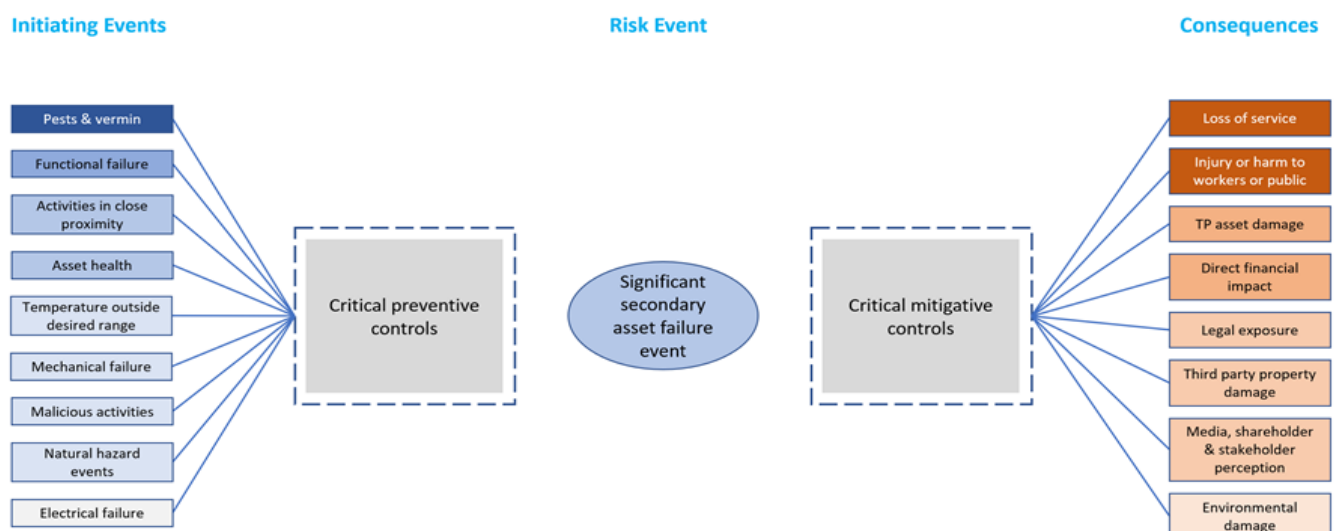 Initiating Events
Risk Event
Consequences
Pests & vermin
Functional failure
Activities in close
proximity
Asset health
Temperature outside
desired range
Mechanical failure
Malicious activities
Natural hazard
events
Electrical failure
Critical preventive
controls
Significant
secondary
asset failure
event
Critical mitigative
controls
Loss of service
Injury or harm to
workers or public
TP asset damage
Direct financial
impact
Legal exposure
Third party property
damage
Media, shareholder
& stakeholder
perception
Environmental
damage